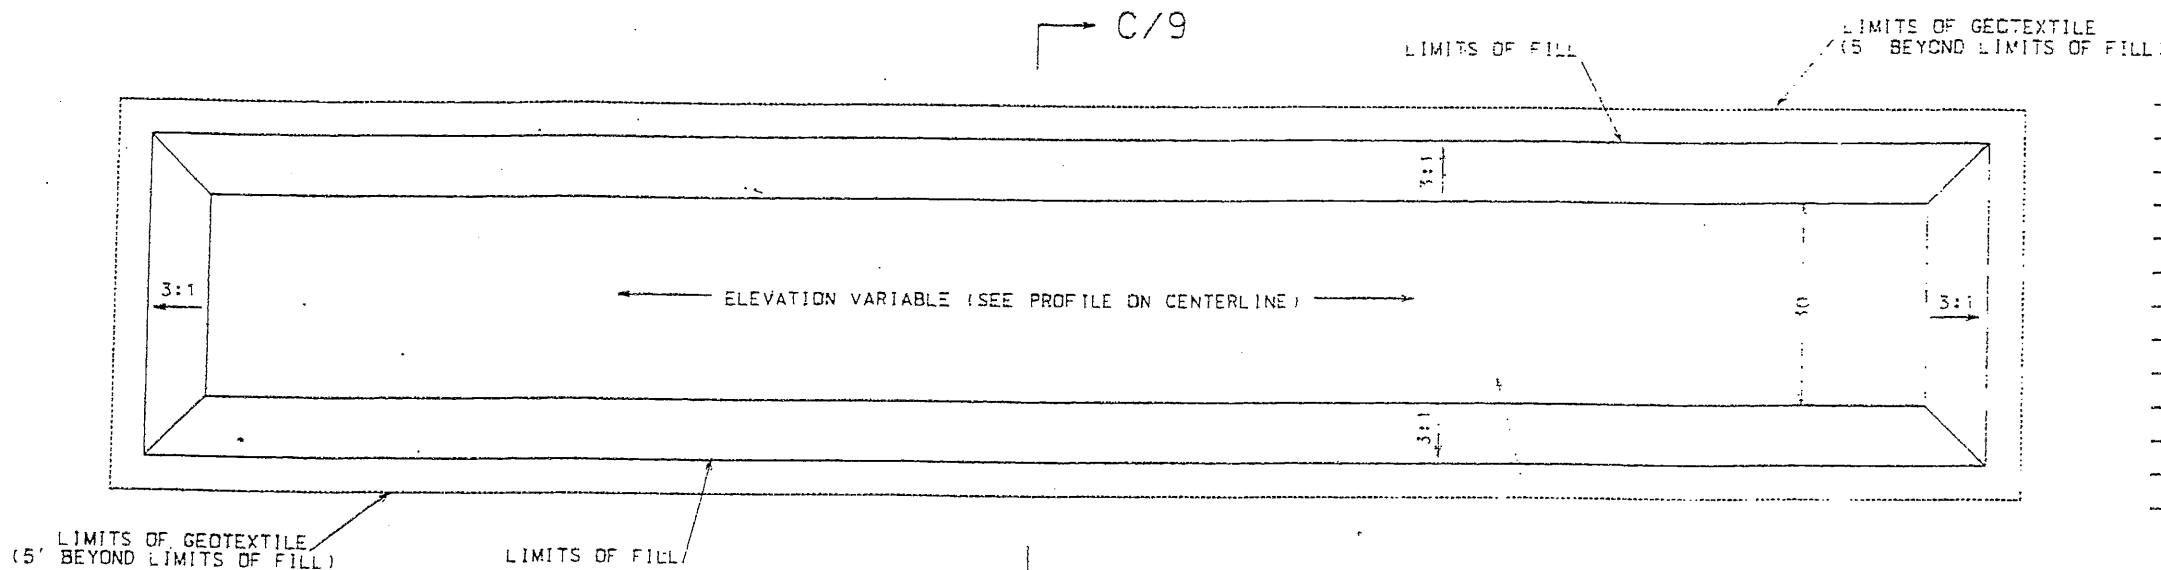 C/9
LIMITS OF FILL
LIMITS OF GEOTEXTILE
(5' BEYOND LIMITS OF FILL)
3:1
3:1
ELEVATION VARIABLE (SEE PROFILE ON CENTERLINE)
3:1
3:1
LIMITS OF GEOTEXTILE
(5' BEYOND LIMITS OF FILL)
LIMITS OF FILL